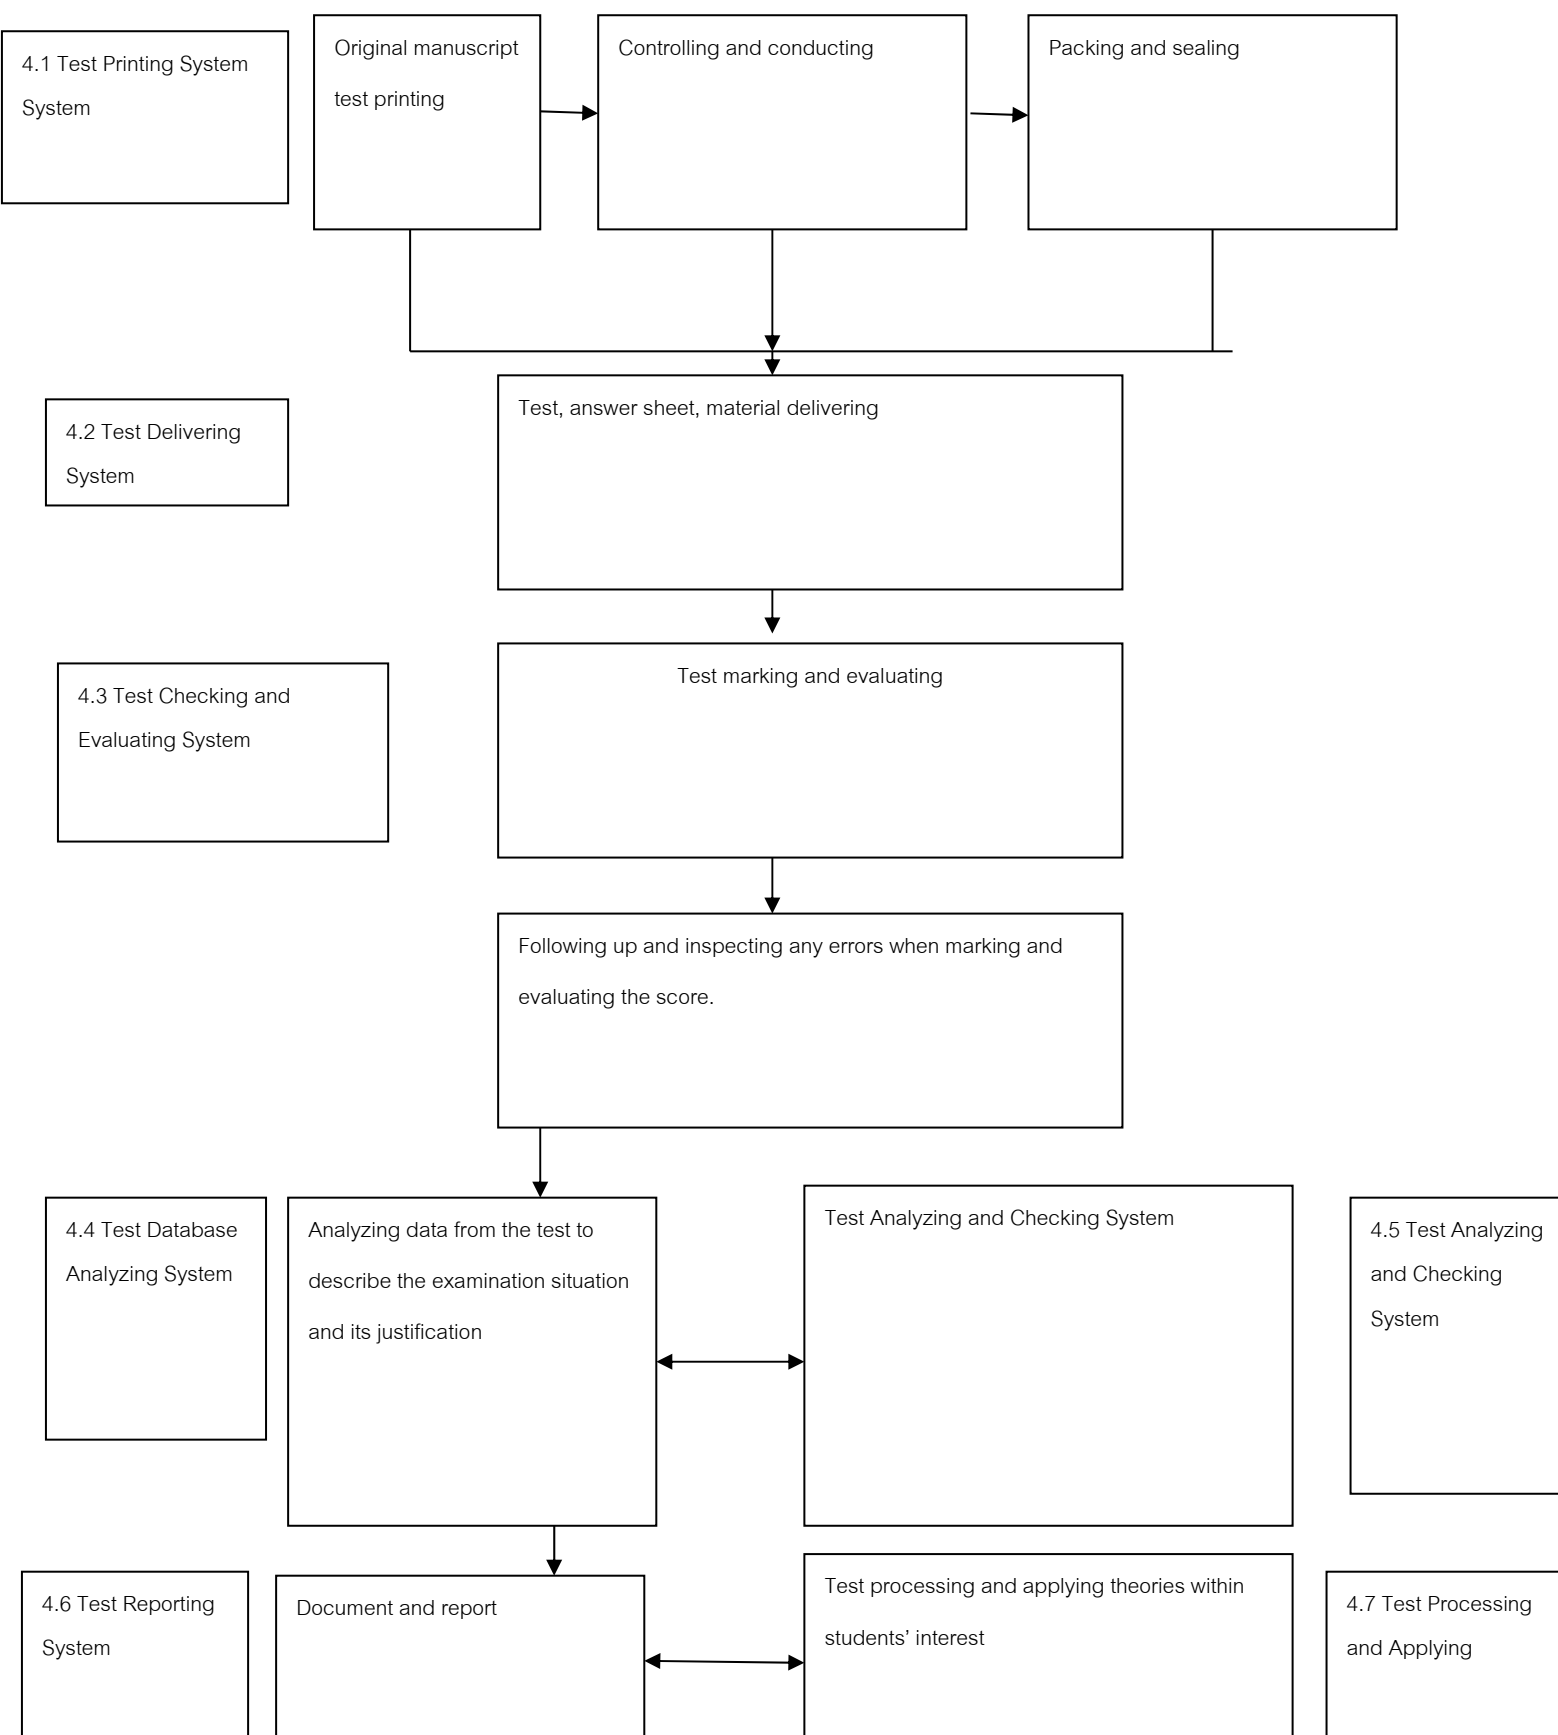 4.1 Test Printing System
System
Original manuscript
test printing
Controlling and conducting
Packing and sealing
4.2 Test Delivering
System
Test, answer sheet, material delivering
4.3 Test Checking and
Evaluating System
Test marking and evaluating
Following up and inspecting any errors when marking and
evaluating the score.
4.4 Test Database
Analyzing System
Analyzing data from the test to
describe the examination situation
and its justification
Test Analyzing and Checking System
4.5 Test Analyzing
and Checking
System
4.6 Test Reporting
System
Document and report
Test processing and applying theories within
students’ interest
4.7 Test Processing
and Applying